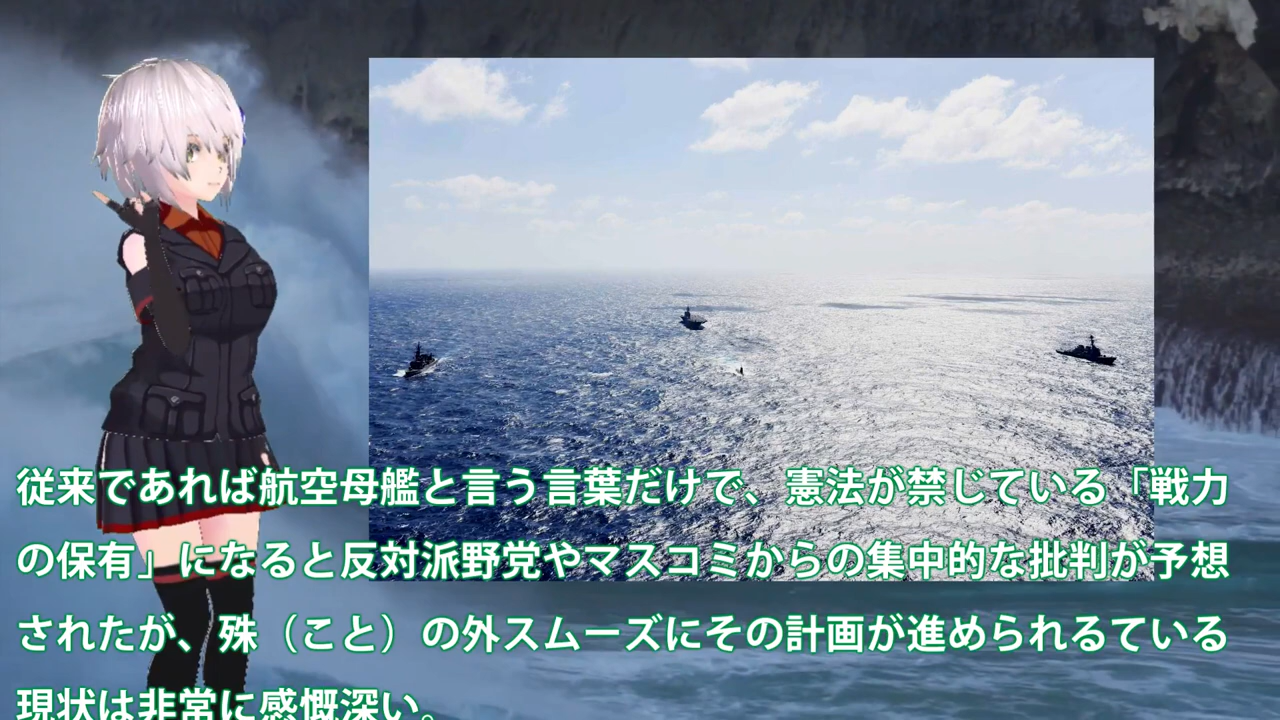 従来であれば航空母艦と言う言葉だけで、憲法が禁じている「戦力
の保有」になると反対派野党やマスコミからの集中的な批判が予想
されたが、殊（こと）の外スムーズにその計画が進められるている
現状は非常に感慨深い。